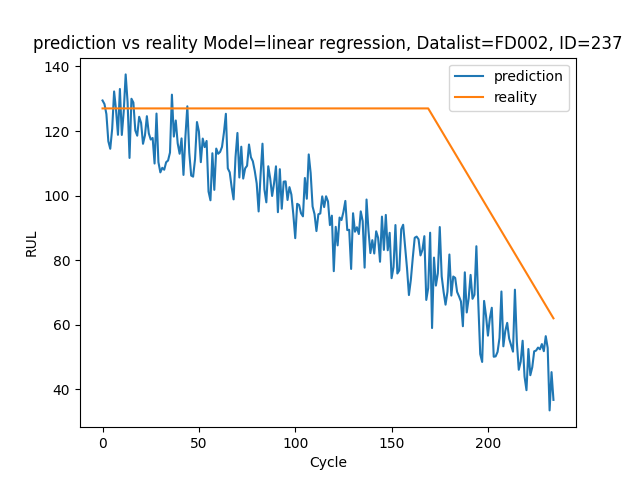 prediction vs reality Model=linear regression, Datalist=FD002, ID=237
prediction
reality
RUL
140
120
100
80
60
40
0
50
100
150
200
Cycle